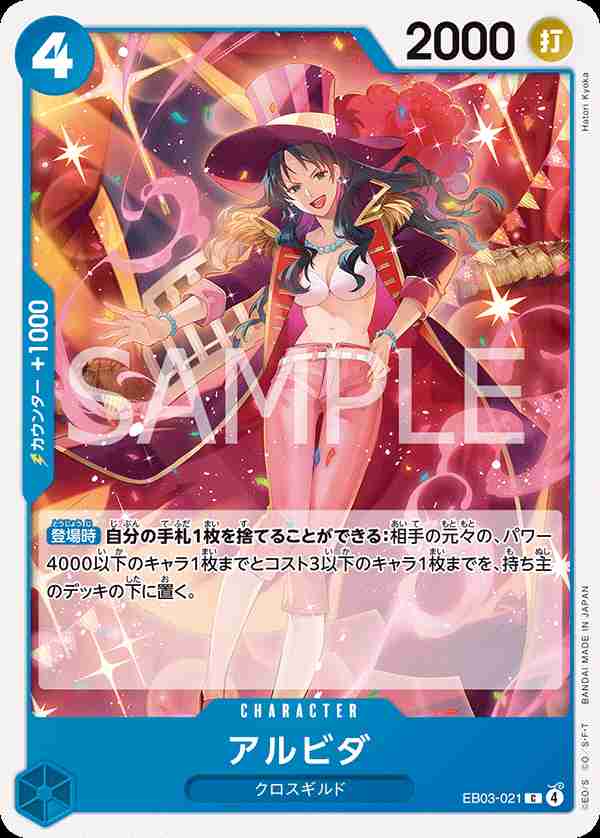 4
2000
打
Hatori Kyoka
カウンター +1000
SAMPLE
登場時 自分の手札1枚を捨てることができる:相手の元々の、パワー
4000以下のキャラ1枚までとコスト3以下のキャラ1枚までを、持ち主
のデッキの下に置く。
CHARACTER
アルビダ
クロスギルド
EB03-021 C 4
©E.O/S ©O/S・F・T BANDAI MADE IN JAPAN